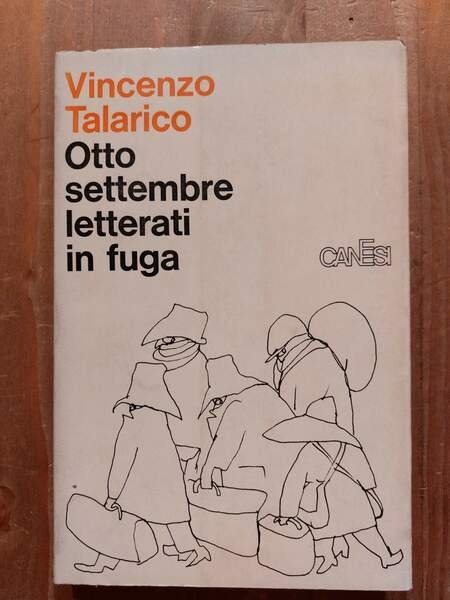 Vincenzo
Talarico
Otto
settembre
letterati
in fuga
CANESI